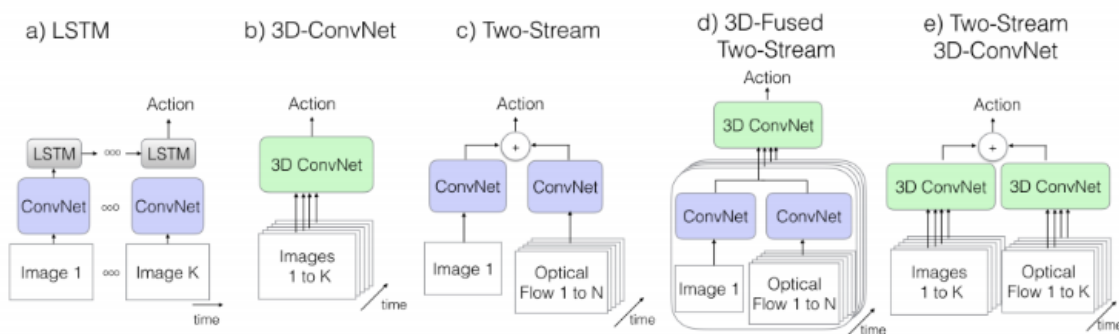 a) LSTM
Action
LSTM ∞ LSTM
ConvNet ∞ ConvNet
Image 1 ∞ Image K
time
b) 3D-ConvNet
Action
3D ConvNet
Images
1 to K
time
c) Two-Stream
Action
+
ConvNet ConvNet
Image 1
Optical
Flow 1 to N
time
d) 3D-Fused
Two-Stream
Action
3D ConvNet
ConvNet ConvNet
Image 1
Optical
Flow 1 to N
time
e) Two-Stream
3D-ConvNet
Action
+
3D ConvNet 3D ConvNet
Images
1 to K
Optical
Flow 1 to K
time